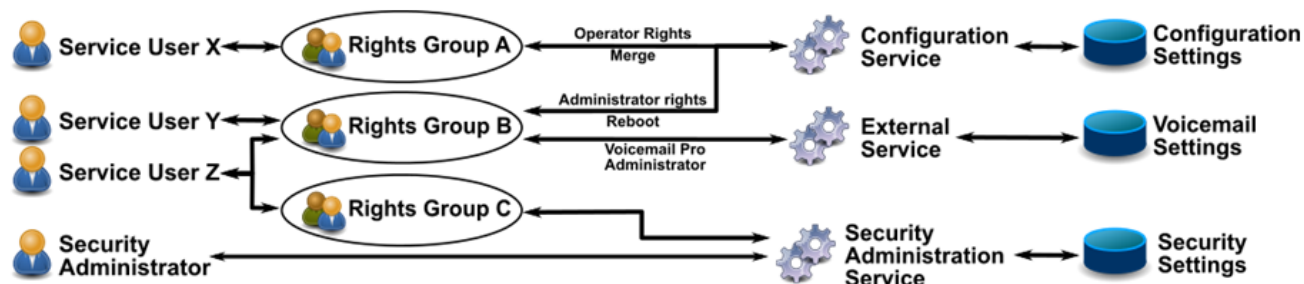 Service User X
Rights Group A
Operator Rights
Merge
Configuration
Service
Configuration
Settings
Service User Y
Rights Group B
Administrator rights
Reboot
Voicemail Pro
Administrator
External
Service
Voicemail
Settings
Service User Z
Rights Group C
Security
Administrator
Security
Administration
Service
Security
Settings